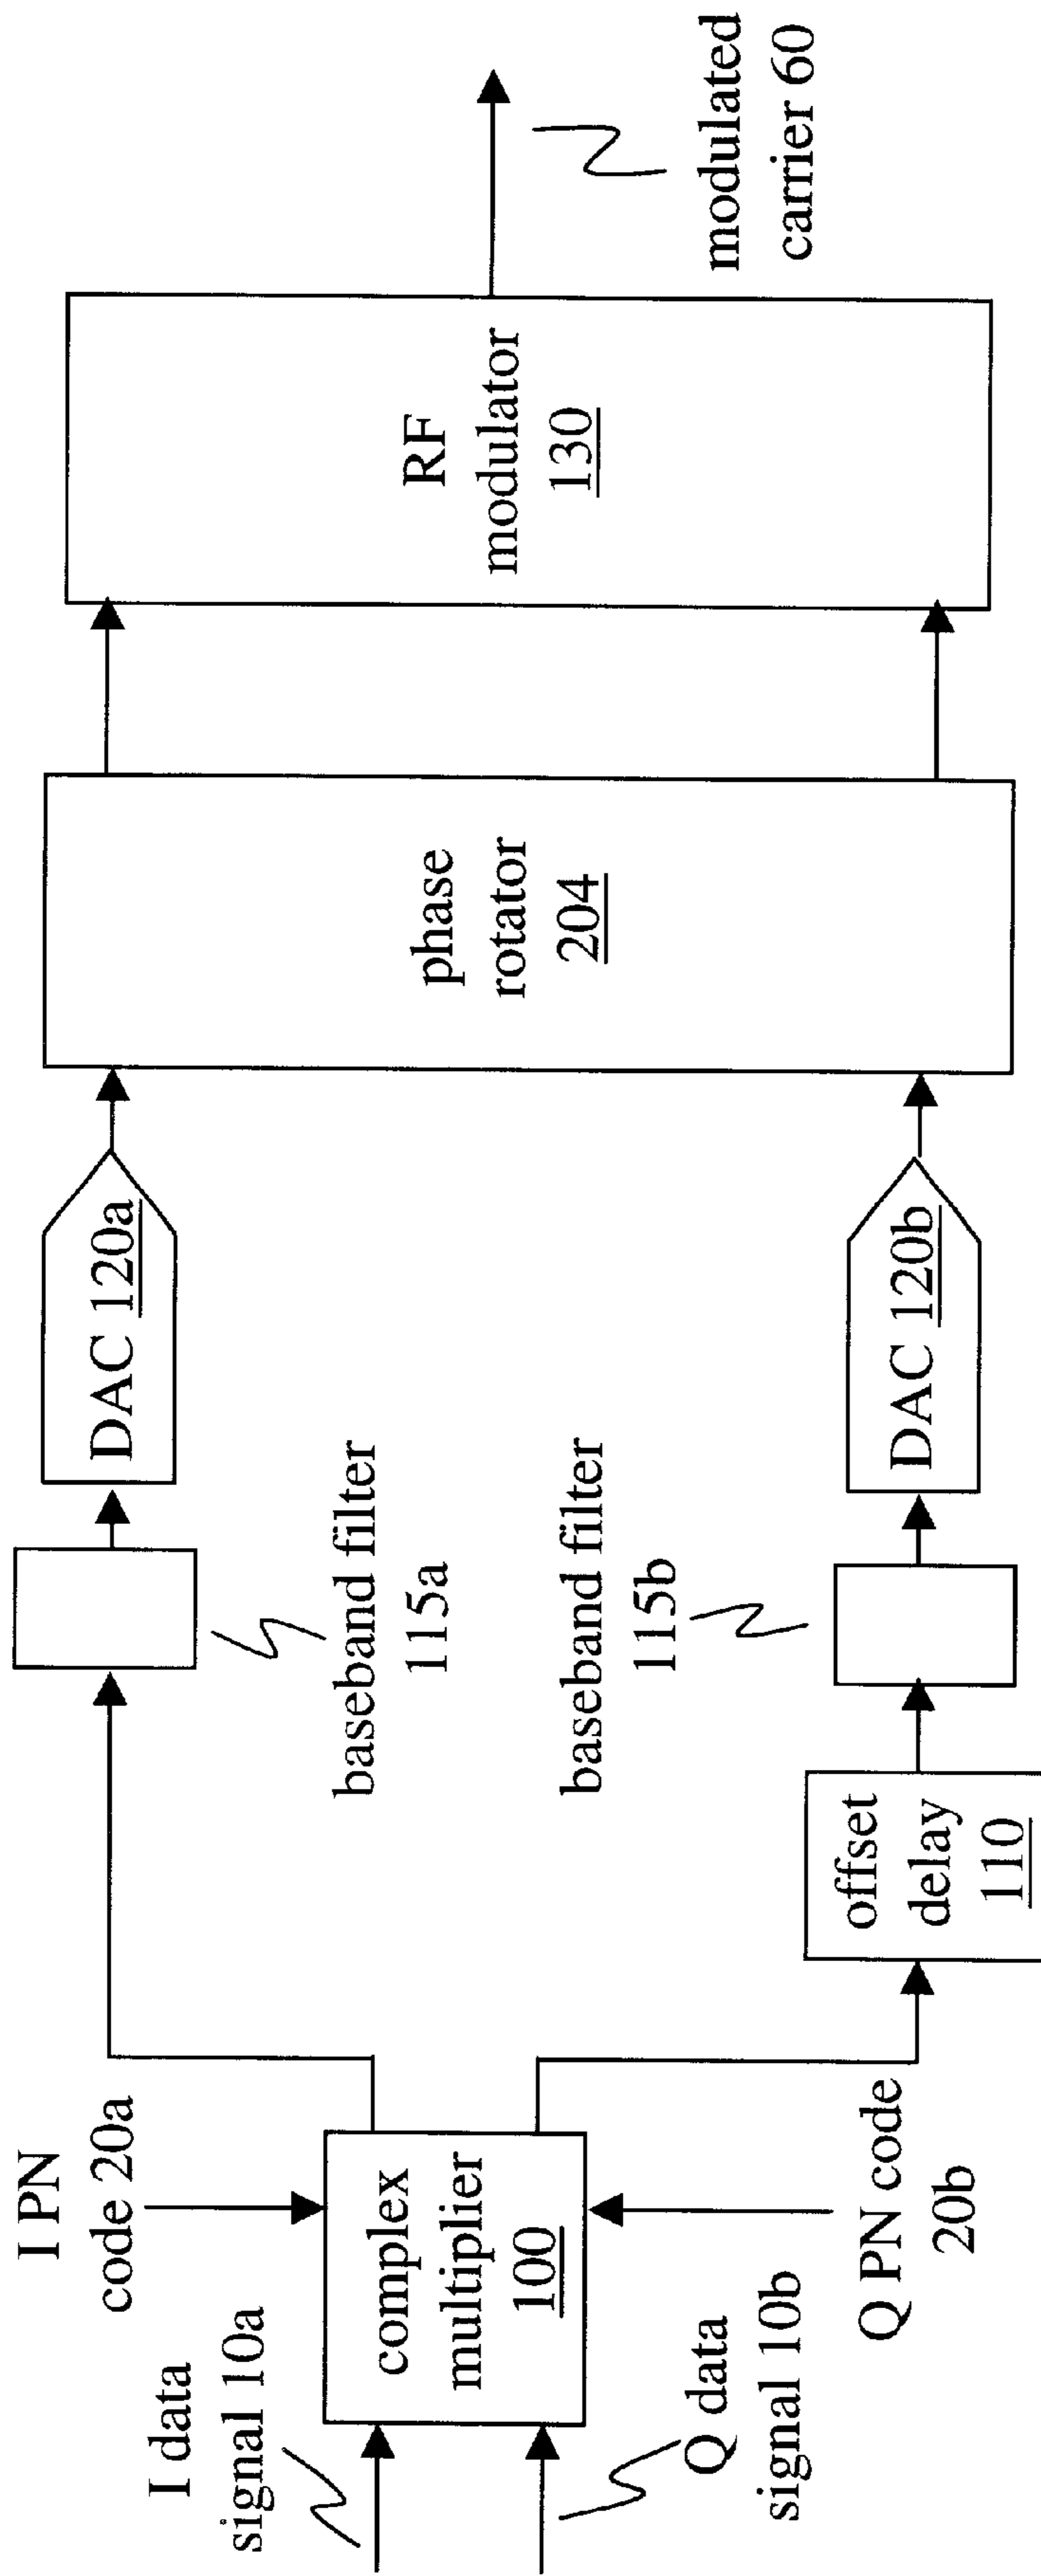 I PN
code 20a
I data
signal 10a
complex
multiplier
100
Q data
signal 10b
Q PN code
20b
offset
delay
110
baseband filter
115a
baseband filter
115b
DAC 120a
DAC 120b
phase
rotator
204
RF
modulator
130
modulated
carrier 60